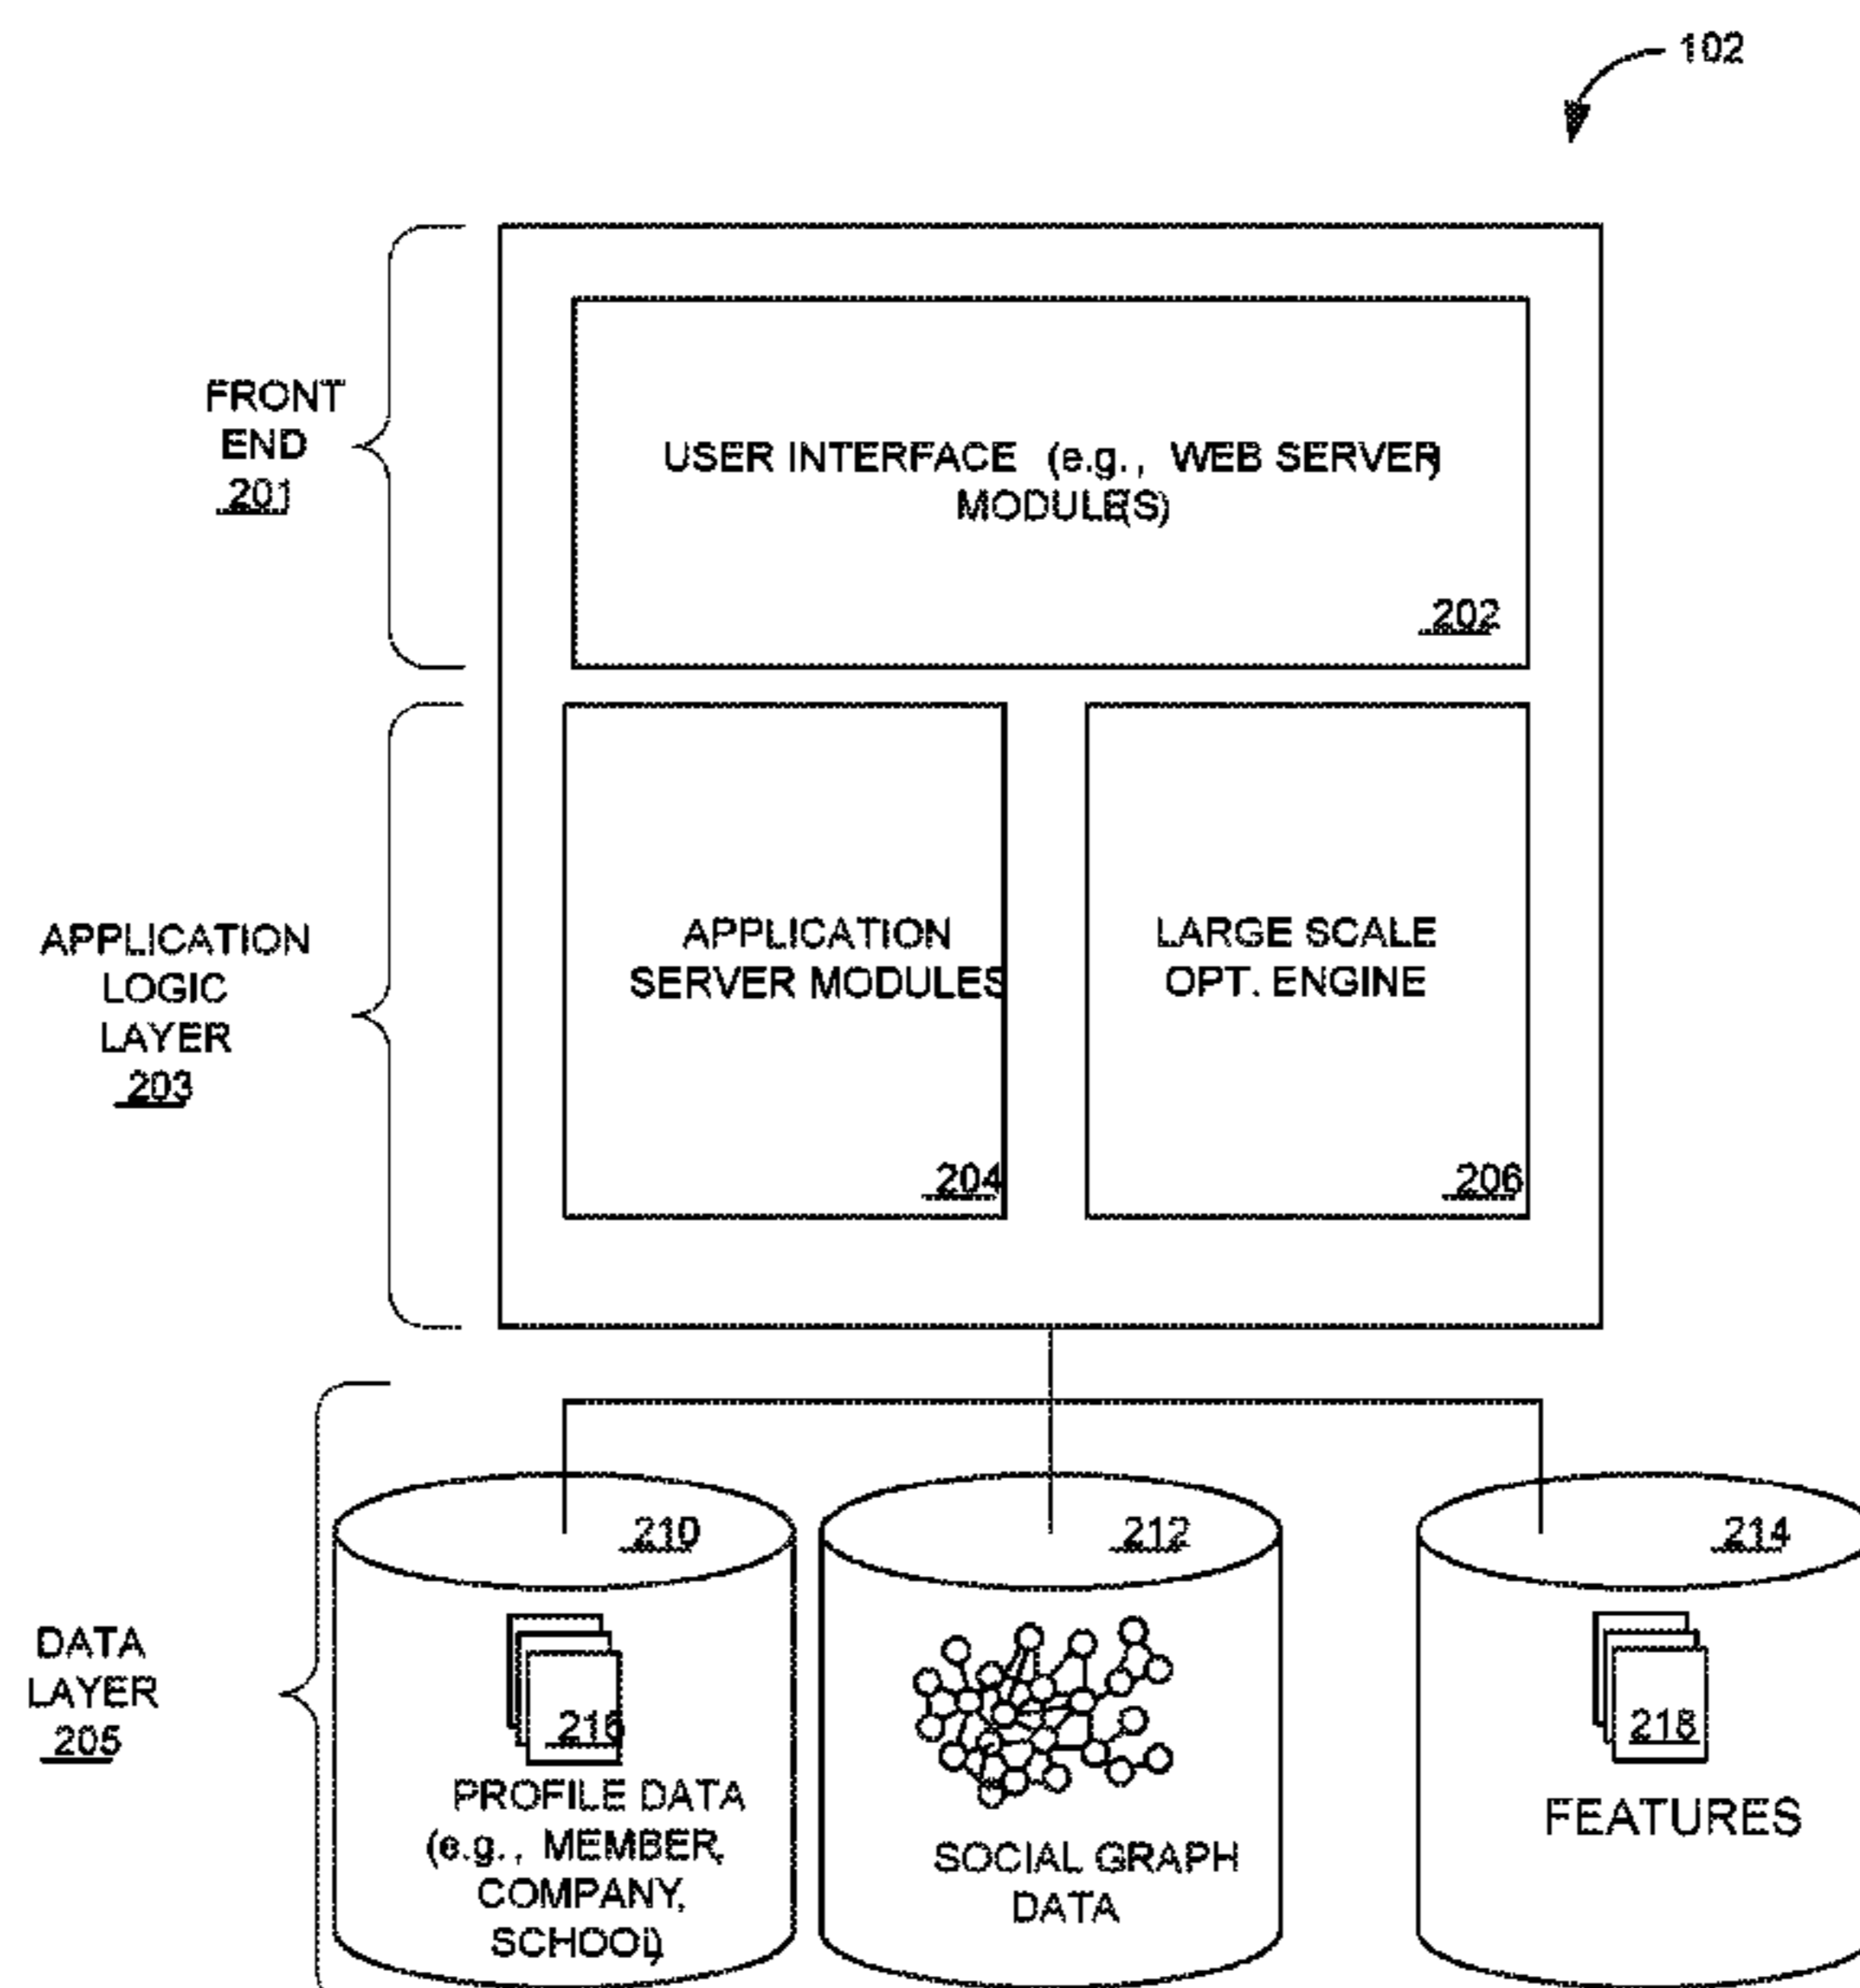 102
FRONT
END
201
USER INTERFACE (e.g., WEB SERVER)
MODULE(S)
202
APPLICATION
LOGIC
LAYER
203
APPLICATION
SERVER MODULES
204
LARGE SCALE
OPT. ENGINE
206
DATA
LAYER
205
210
216
PROFILE DATA
(e.g., MEMBER,
COMPANY,
SCHOOL)
212
SOCIAL GRAPH
DATA
214
218
FEATURES